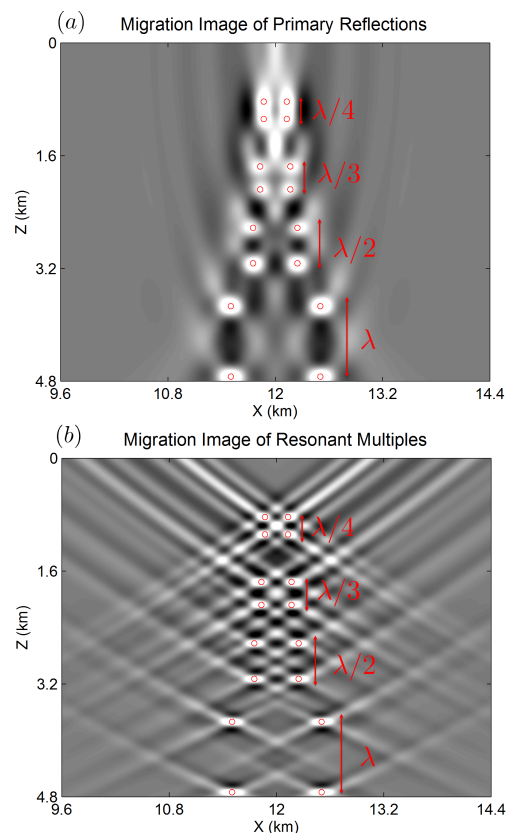 (a) Migration Image of Primary Reflections
0
λ/4
1.6
λ/3
Z (km)
λ/2
3.2
λ
4.8
9.6 10.8 12 13.2 14.4
X (km)
(b) Migration Image of Resonant Multiples
0
λ/4
1.6
λ/3
Z (km)
λ/2
3.2
λ
4.8
9.6 10.8 12 13.2 14.4
X (km)